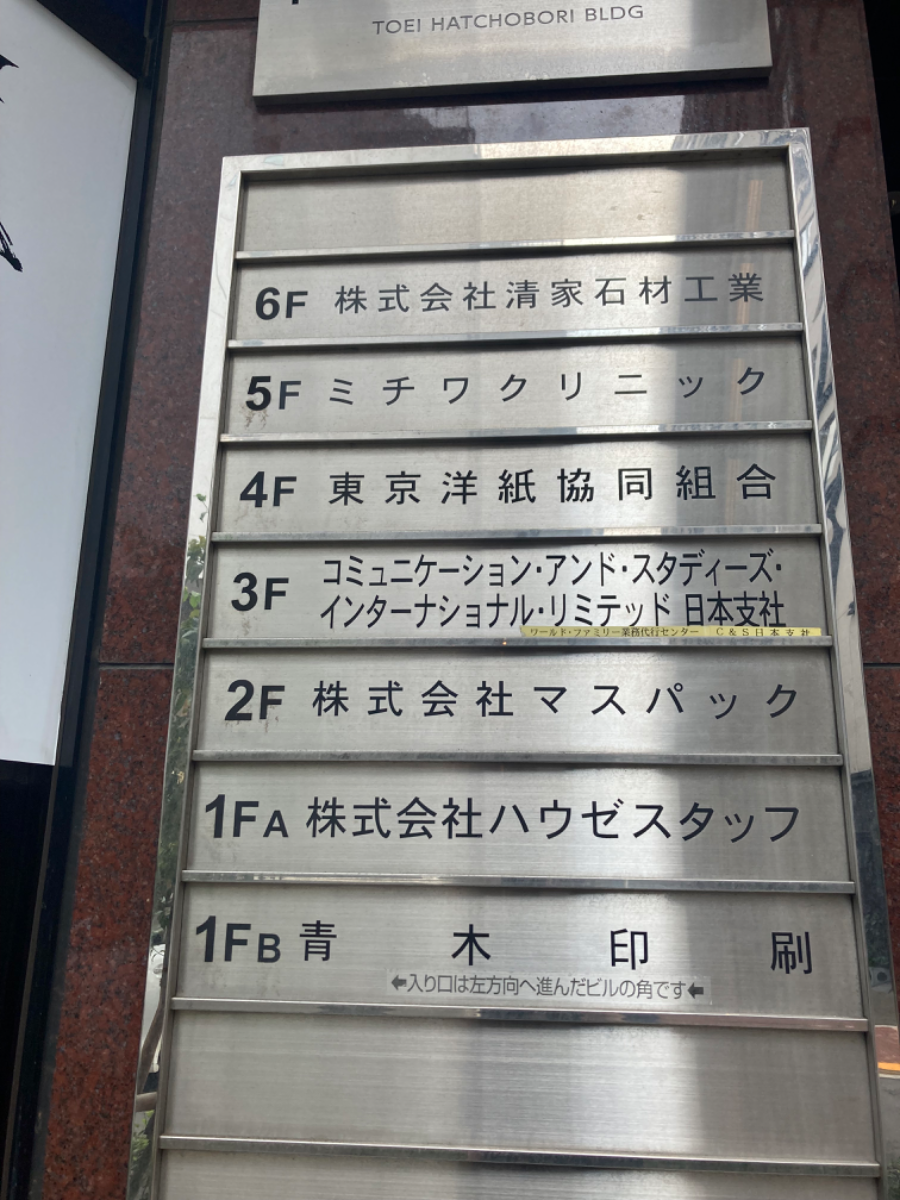 TOEI HATCHOBORI BLDG
6F 株式会社清家石材工業
5F ミチワクリニック
4F 東京洋紙協同組合
3F コミュニケーション・アンド・スタディーズ・
インターナショナル・リミテッド 日本支社
ワールド・ファミリー業務代行センター C&S日本支社
2F 株式会社マスパック
1FA 株式会社ハウゼスタッフ
1FB 青木印刷
←入り口は左方向へ進んだビルの角です←